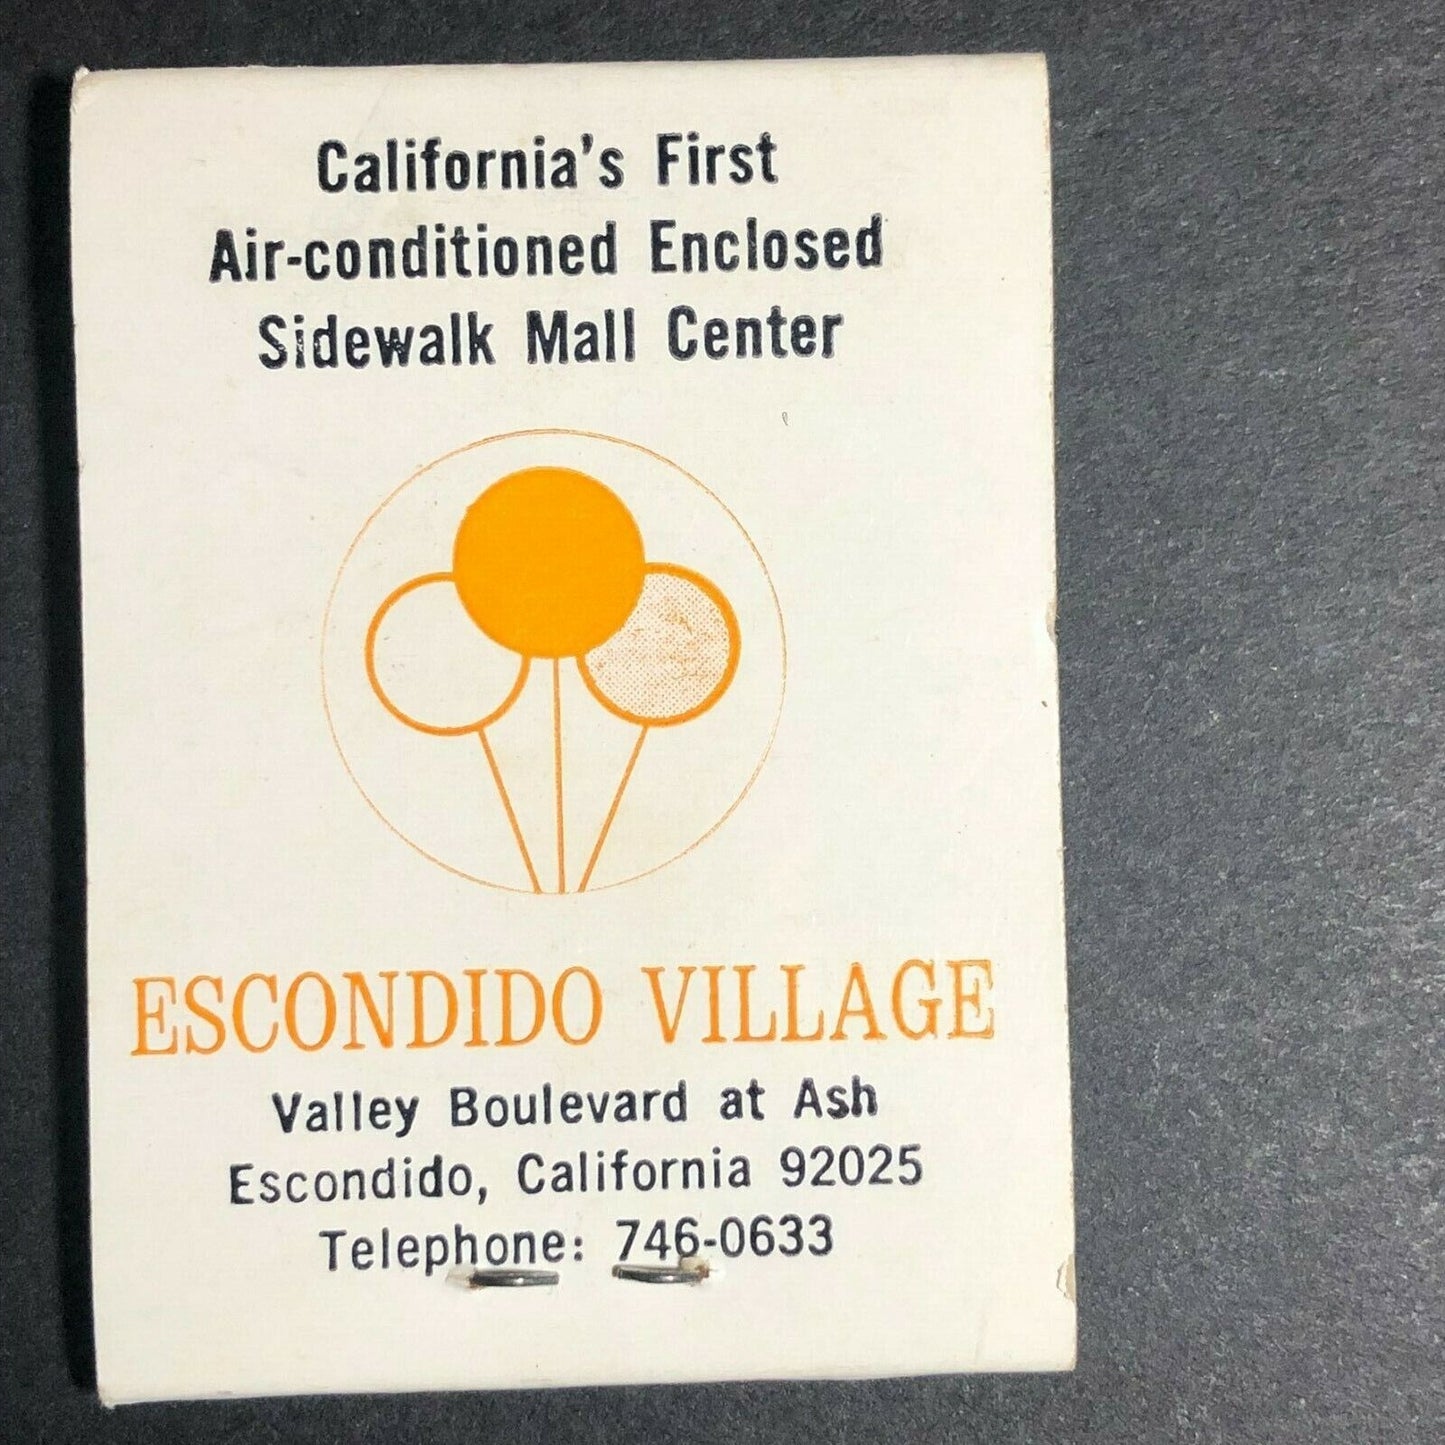 California's First
Air-conditioned Enclosed
Sidewalk Mall Center
ESCONDIDO VILLAGE
Valley Boulevard at Ash
Escondido, California 92025
Telephone: 746-0633